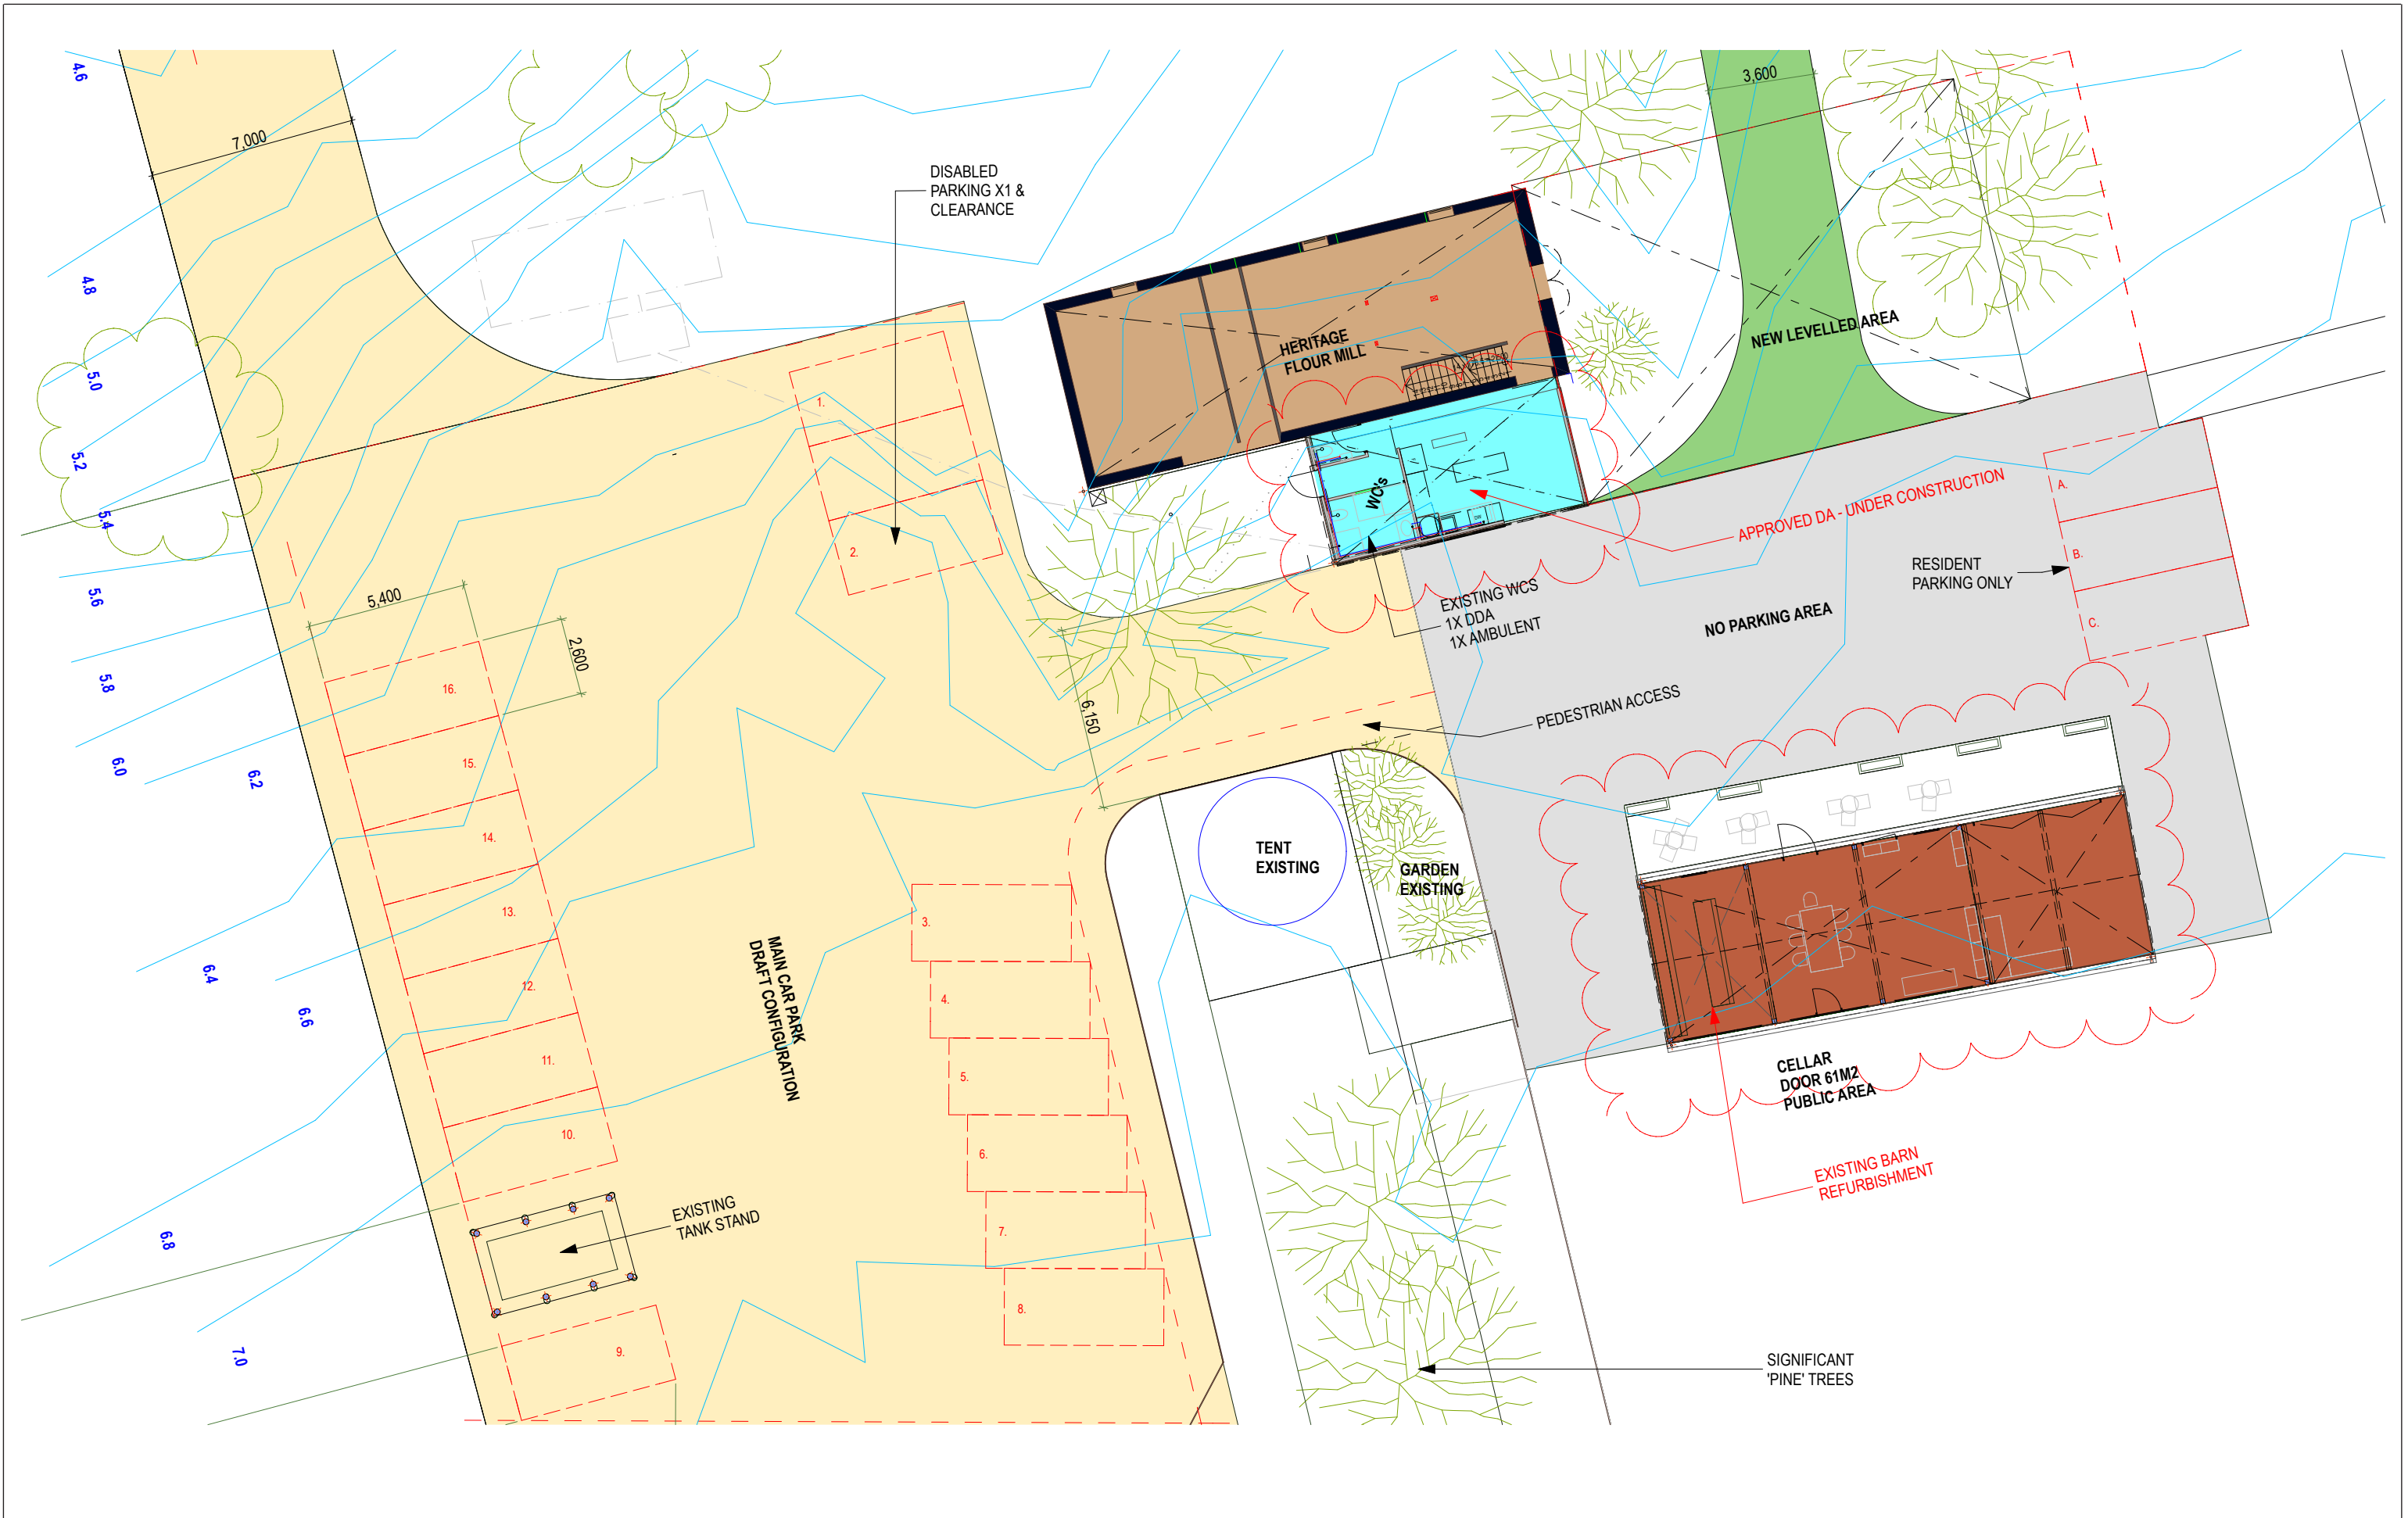 4.6
7,000
3,600
DISABLED
PARKING X1 &
CLEARANCE
4.8
5.0
5.2
5.4
5.6
5.8
6.0
6.2
6.4
6.6
6.8
7.0
HERITAGE
FLOUR MILL
NEW LEVELLED AREA
1.
2.
WC's
APPROVED DA - UNDER CONSTRUCTION
A.
B.
C.
RESIDENT
PARKING ONLY
EXISTING WCS
1X DDA
1X AMBULENT
NO PARKING AREA
5,400
2,600
6,150
PEDESTRIAN ACCESS
16.
15.
14.
13.
12.
11.
10.
9.
TENT
EXISTING
GARDEN
EXISTING
MAIN CAR PARK
DRAFT CONFIGURATION
3.
4.
5.
6.
7.
8.
CELLAR
DOOR 61M2
PUBLIC AREA
EXISTING BARN
REFURBISHMENT
EXISTING
TANK STAND
SIGNIFICANT
'PINE' TREES